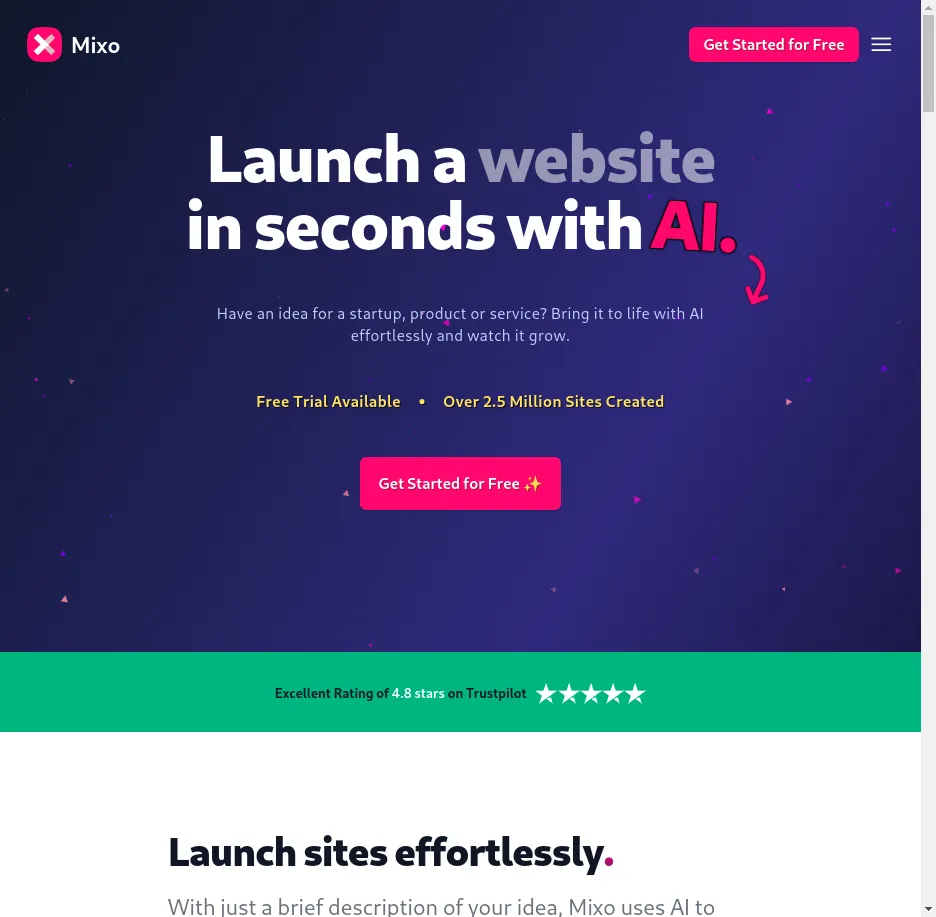 Mixo
Get Started for Free
Launch a website
in seconds with AI.
Have an idea for a startup, product or service? Bring it to life with AI
effortlessly and watch it grow.
Free Trial Available • Over 2.5 Million Sites Created
Get Started for Free ✨
Excellent Rating of 4.8 stars on Trustpilot
Launch sites effortlessly.
With just a brief description of your idea, Mixo uses AI to